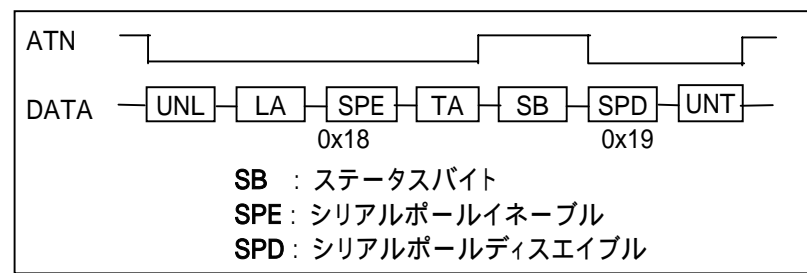 ATN
DATA UNL LA SPE TA SB SPD UNT
0x18 0x19
SB : ステータスバイト
SPE : シリアルポールイネーブル
SPD : シリアルポールディスエイブル